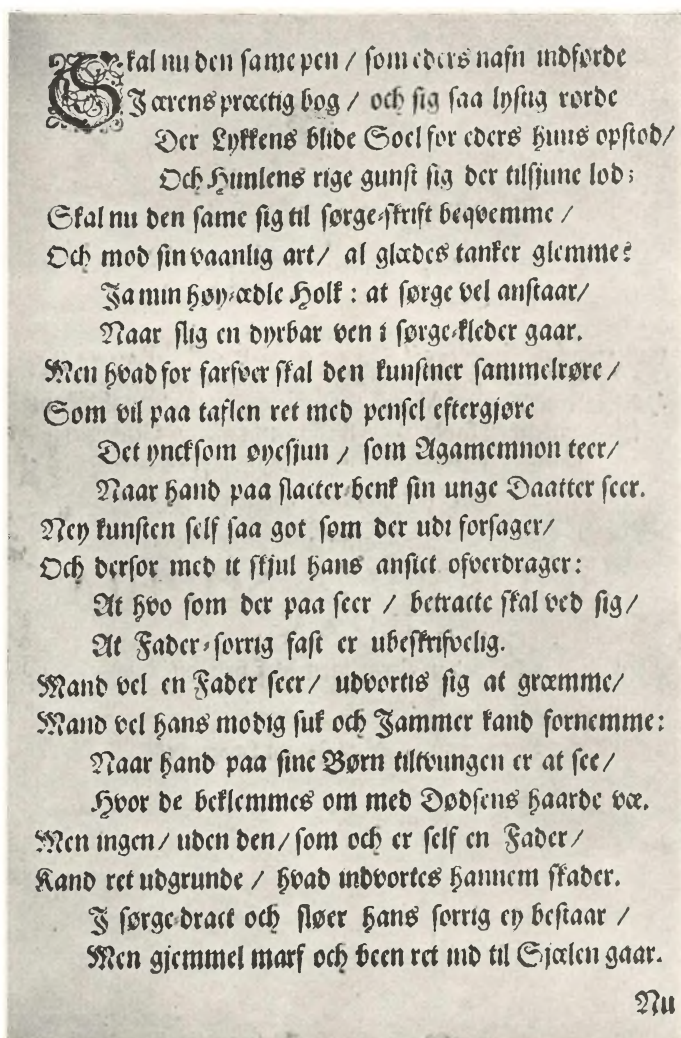 Skal nu den same pen / som eders nafn indførde
I ærens præctig bog / och sig saa lystig rørde
Der Lykkens blide Soel for eders huus opstod/
Och Himlens rige gunst sig der tilsjune lod;
Skal nu den same sig til sørge-skrift beqvemme /
Och mod sin vaanlig art / al glædes tanker glemme?
Ja min høy-ædle Holk : at sørge vel anstaar/
Naar slig en dyrbar ven i sørge-kleder gaar.
Men hvad for farfver skal den kunstner sammelrøre /
Som vil paa taflen ret med pensel eftergjøre
Det yncksom øyesjun / som Agamemnon teer/
Naar hand paa slacter-benk sin unge Daatter seer.
Ney kunsten self saa got som der udi forsager/
Och derfor med it skjul hans ansict ofverdrager:
At hvo som der paa seer / betracte skal ved sig/
At Fader-sorrig fast er ubeskrifvelig.
Mand vel en Fader seer/ udvortis sig at græmme/
Mand vel hans modig suk och Jammer kand fornemme:
Naar hand paa sine Børn tiltvungen er at see/
Hvor de beklemmes om med Dødsens haarde væ.
Men ingen/ uden den/ som och er self en Fader/
Kand ret udgrunde / hvad indvortes hannem skader.
I sørge-dract och sløer hans sorrig ey bestaar /
Men gjemmel marf och been ret ind til Sjælen gaar.
Nu